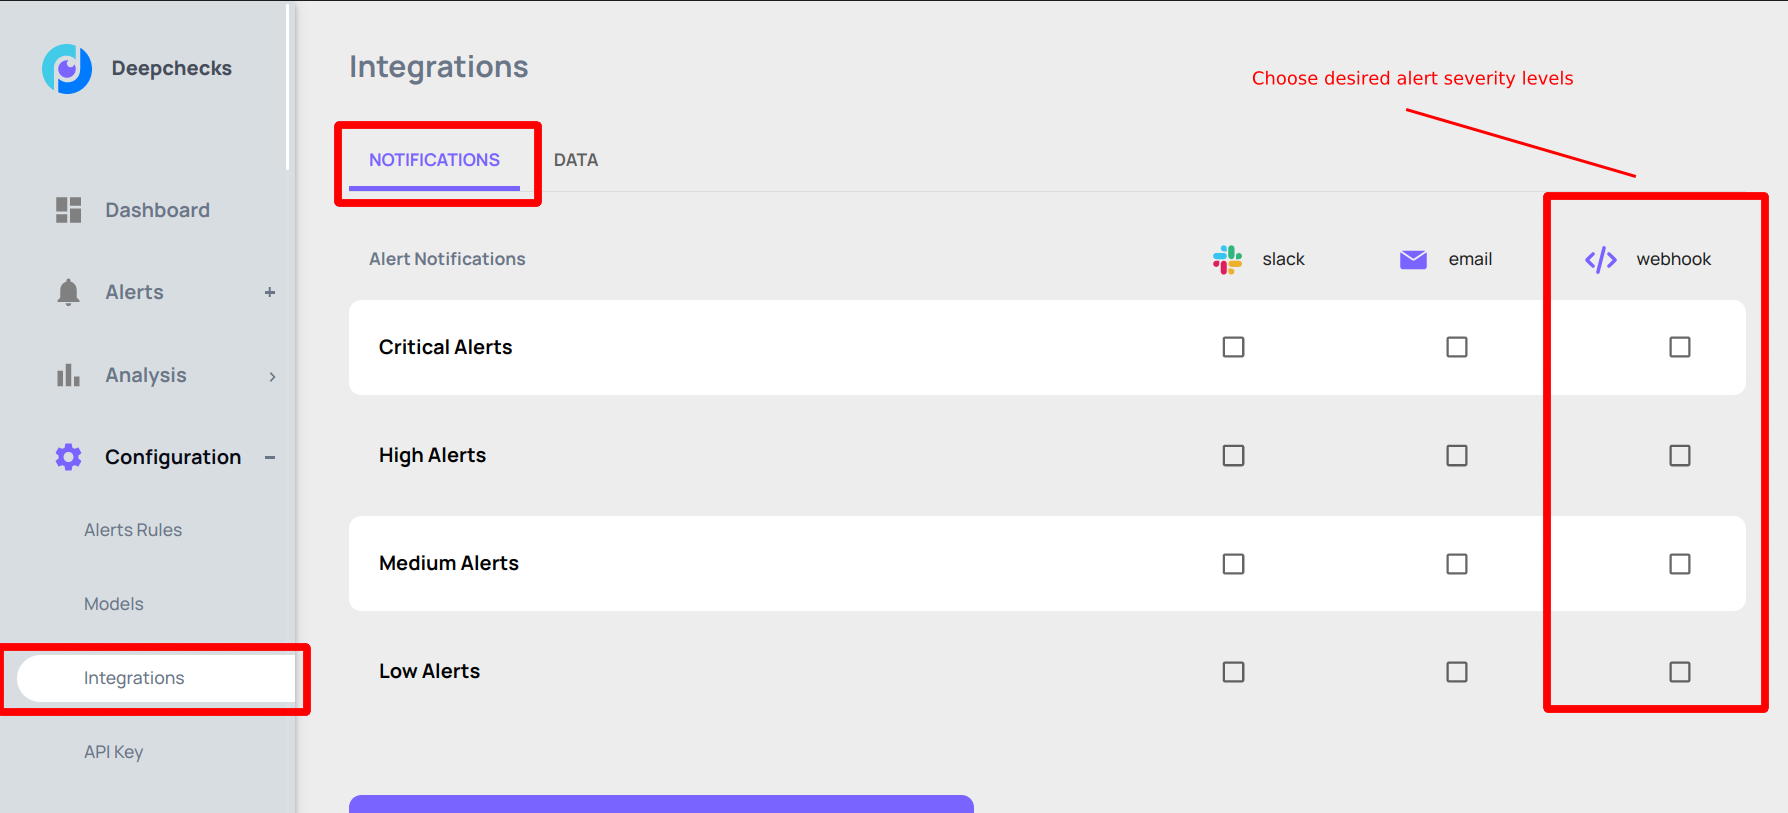 Deepchecks
Dashboard
Alerts +
Analysis >
Configuration –
Alerts Rules
Models
Integrations
API Key
Integrations
Choose desired alert severity levels
NOTIFICATIONS DATA
Alert Notifications slack email </> webhook
Critical Alerts
High Alerts
Medium Alerts
Low Alerts